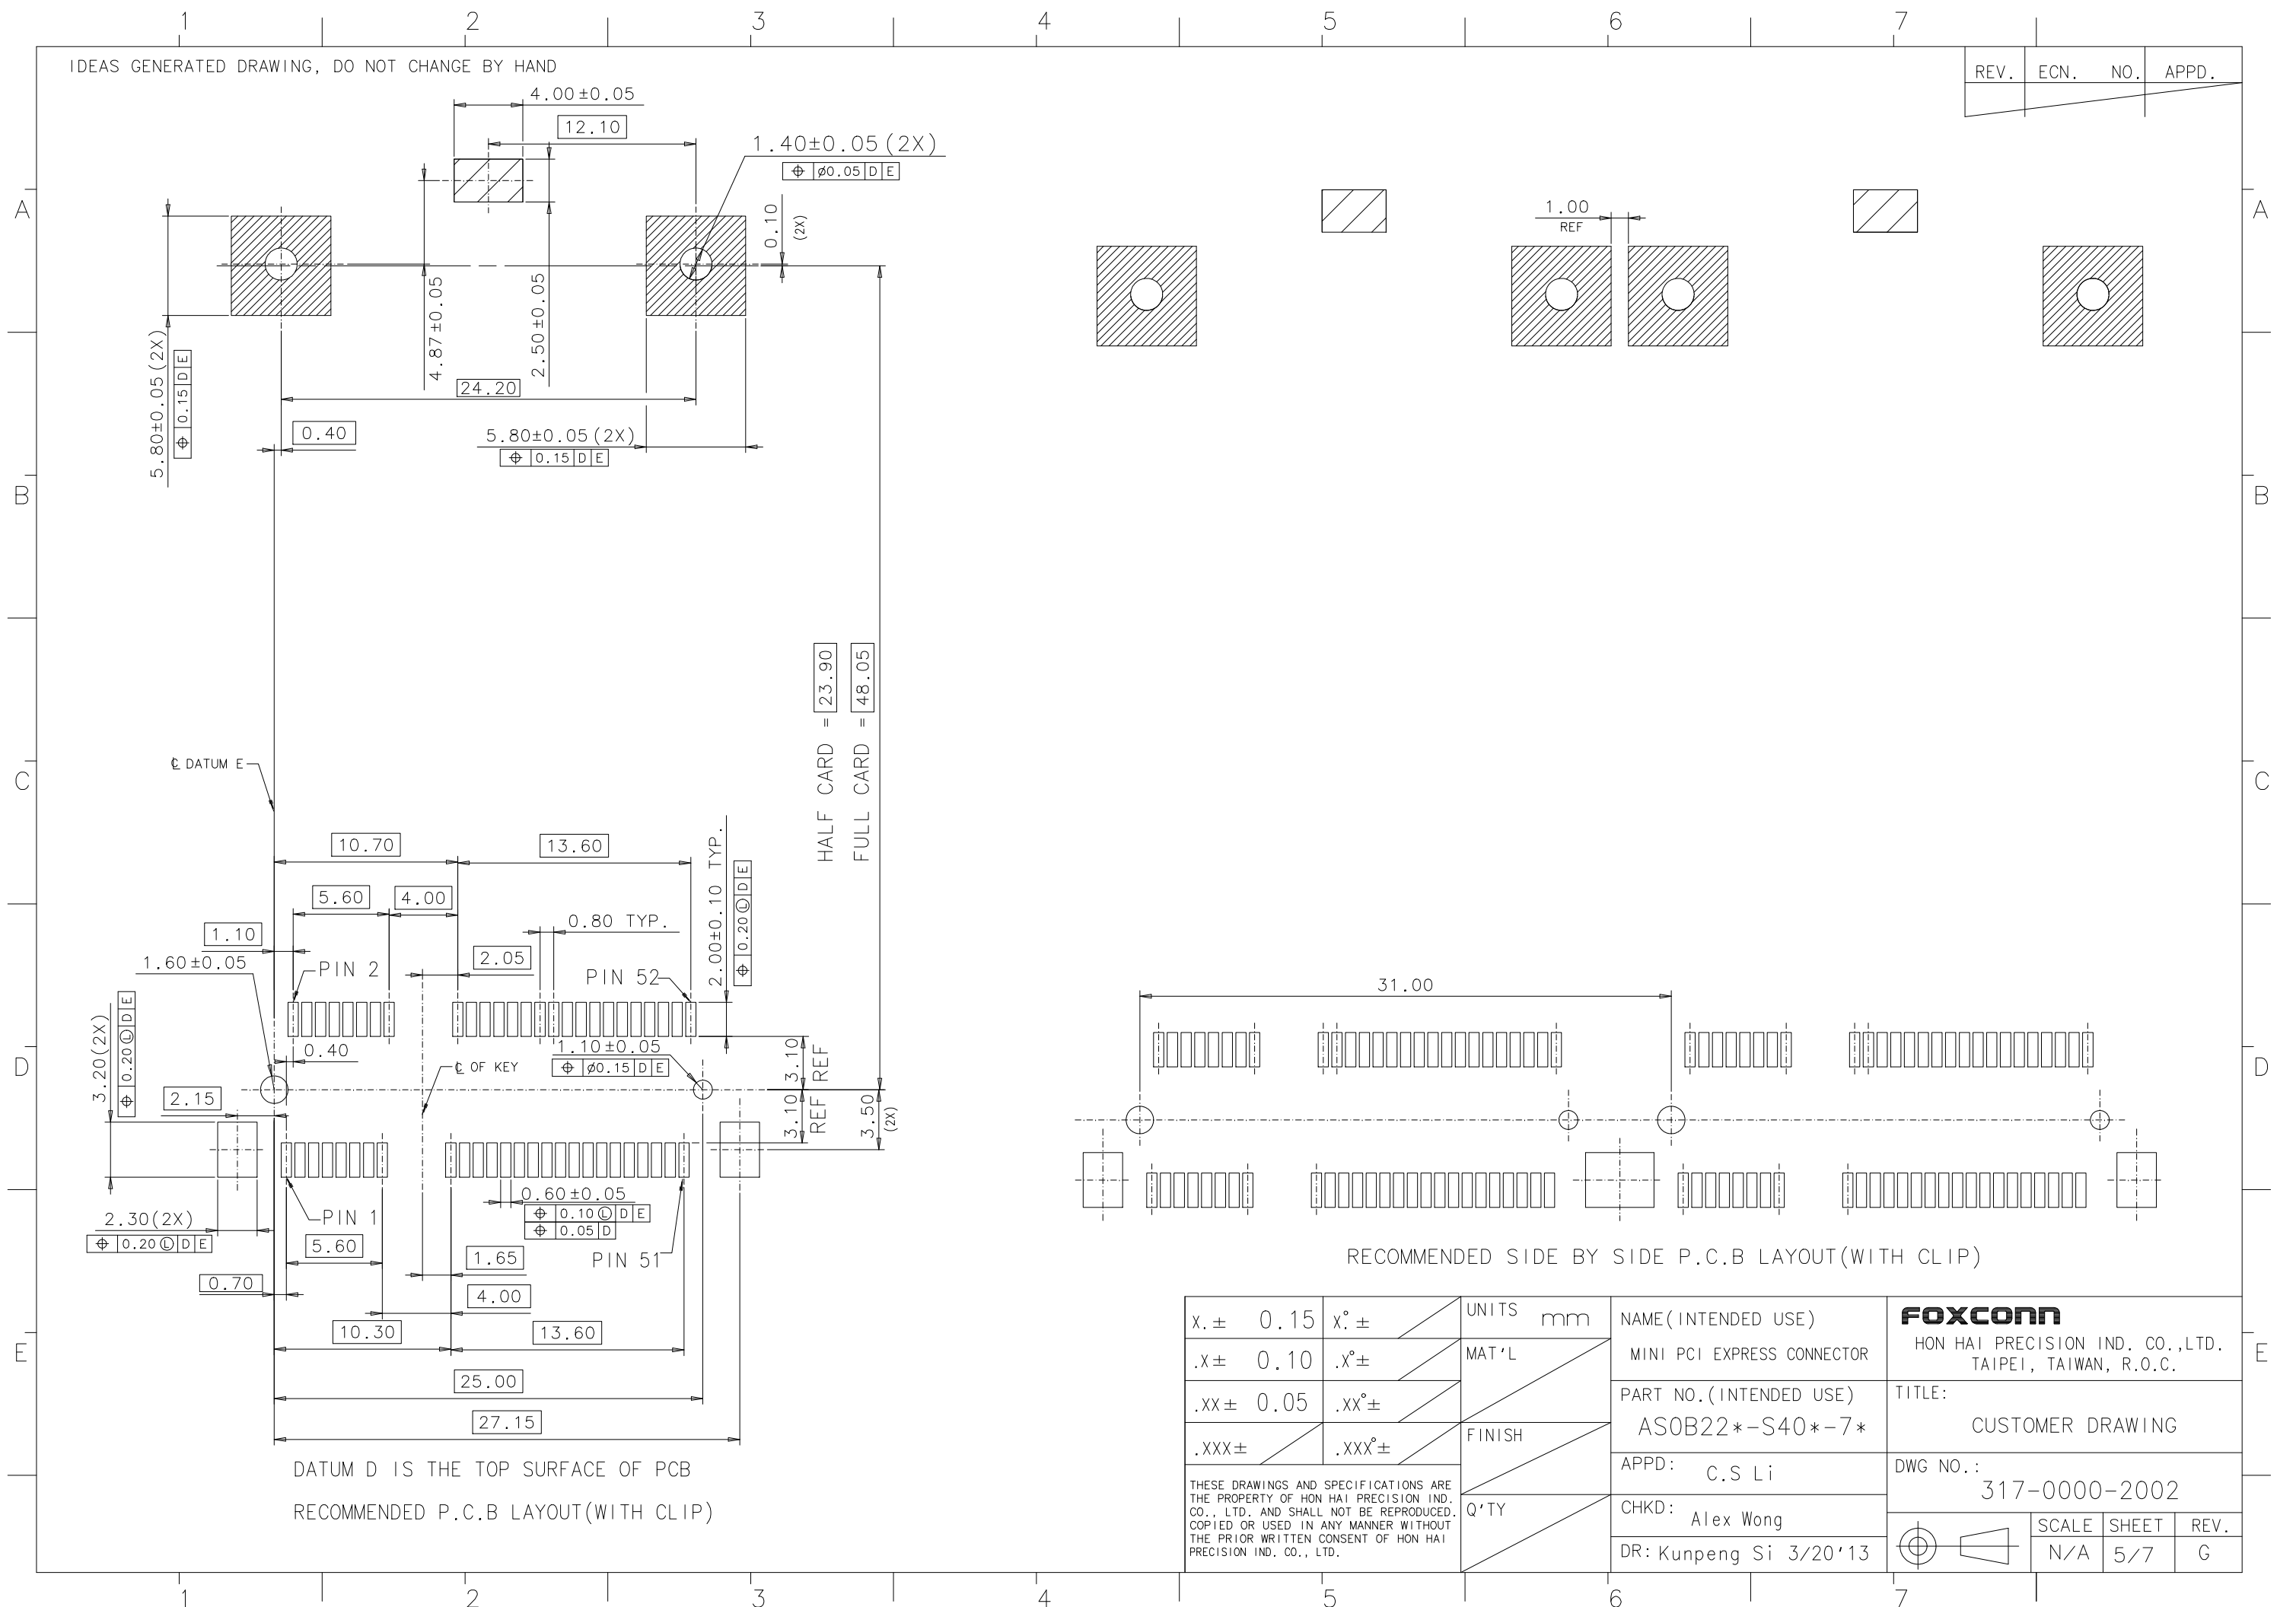 1 2 3 4 5 6 7
IDEAS GENERATED DRAWING, DO NOT CHANGE BY HAND
REV. ECN. NO. APPD.
4.00±0.05
12.10
1.40±0.05(2X)
⌖ ø0.05 D E
0.10
(2X)
1.00
REF
A A
4.87±0.05
2.50±0.05
24.20
5.80±0.05(2X)
⌖ 0.15 D E
0.40
5.80±0.05(2X)
⌖ 0.15 D E
B B
HALF CARD = 23.90
FULL CARD = 48.05
℄ DATUM E
C C
10.70
13.60
5.60
4.00
0.80 TYP.
2.00±0.10 TYP.
⌖ 0.20 Ⓛ D E
1.10
2.05
1.60±0.05
PIN 2
PIN 52
31.00
3.20(2X)
⌖ 0.20 Ⓛ D E
0.40
1.10±0.05
⌖ ø0.15 D E
℄ OF KEY
3.10
REF
3.10
REF
3.50
(2X)
D D
2.15
0.60±0.05
⌖ 0.10 Ⓛ D E
⌖ 0.05 D
2.30(2X)
⌖ 0.20 Ⓛ D E
PIN 1
5.60
1.65
PIN 51
0.70
4.00
10.30
13.60
25.00
27.15
DATUM D IS THE TOP SURFACE OF PCB
RECOMMENDED P.C.B LAYOUT(WITH CLIP)
RECOMMENDED SIDE BY SIDE P.C.B LAYOUT(WITH CLIP)
E E
X.± 0.15 X.°±
.X± 0.10 .X°±
.XX± 0.05 .XX°±
.XXX± .XXX°±
THESE DRAWINGS AND SPECIFICATIONS ARE
THE PROPERTY OF HON HAI PRECISION IND.
CO., LTD. AND SHALL NOT BE REPRODUCED.
COPIED OR USED IN ANY MANNER WITHOUT
THE PRIOR WRITTEN CONSENT OF HON HAI
PRECISION IND. CO., LTD.
UNITS mm
MAT'L
FINISH
Q'TY
NAME(INTENDED USE)
MINI PCI EXPRESS CONNECTOR
PART NO.(INTENDED USE)
AS0B22*-S40*-7*
APPD: C.S Li
CHKD: Alex Wong
DR: Kunpeng Si 3/20'13
FOXCONN
HON HAI PRECISION IND. CO.,LTD.
TAIPEI, TAIWAN, R.O.C.
TITLE:
CUSTOMER DRAWING
DWG NO.:
317-0000-2002
SCALE SHEET REV.
N/A 5/7 G
1 2 3 4 5 6 7